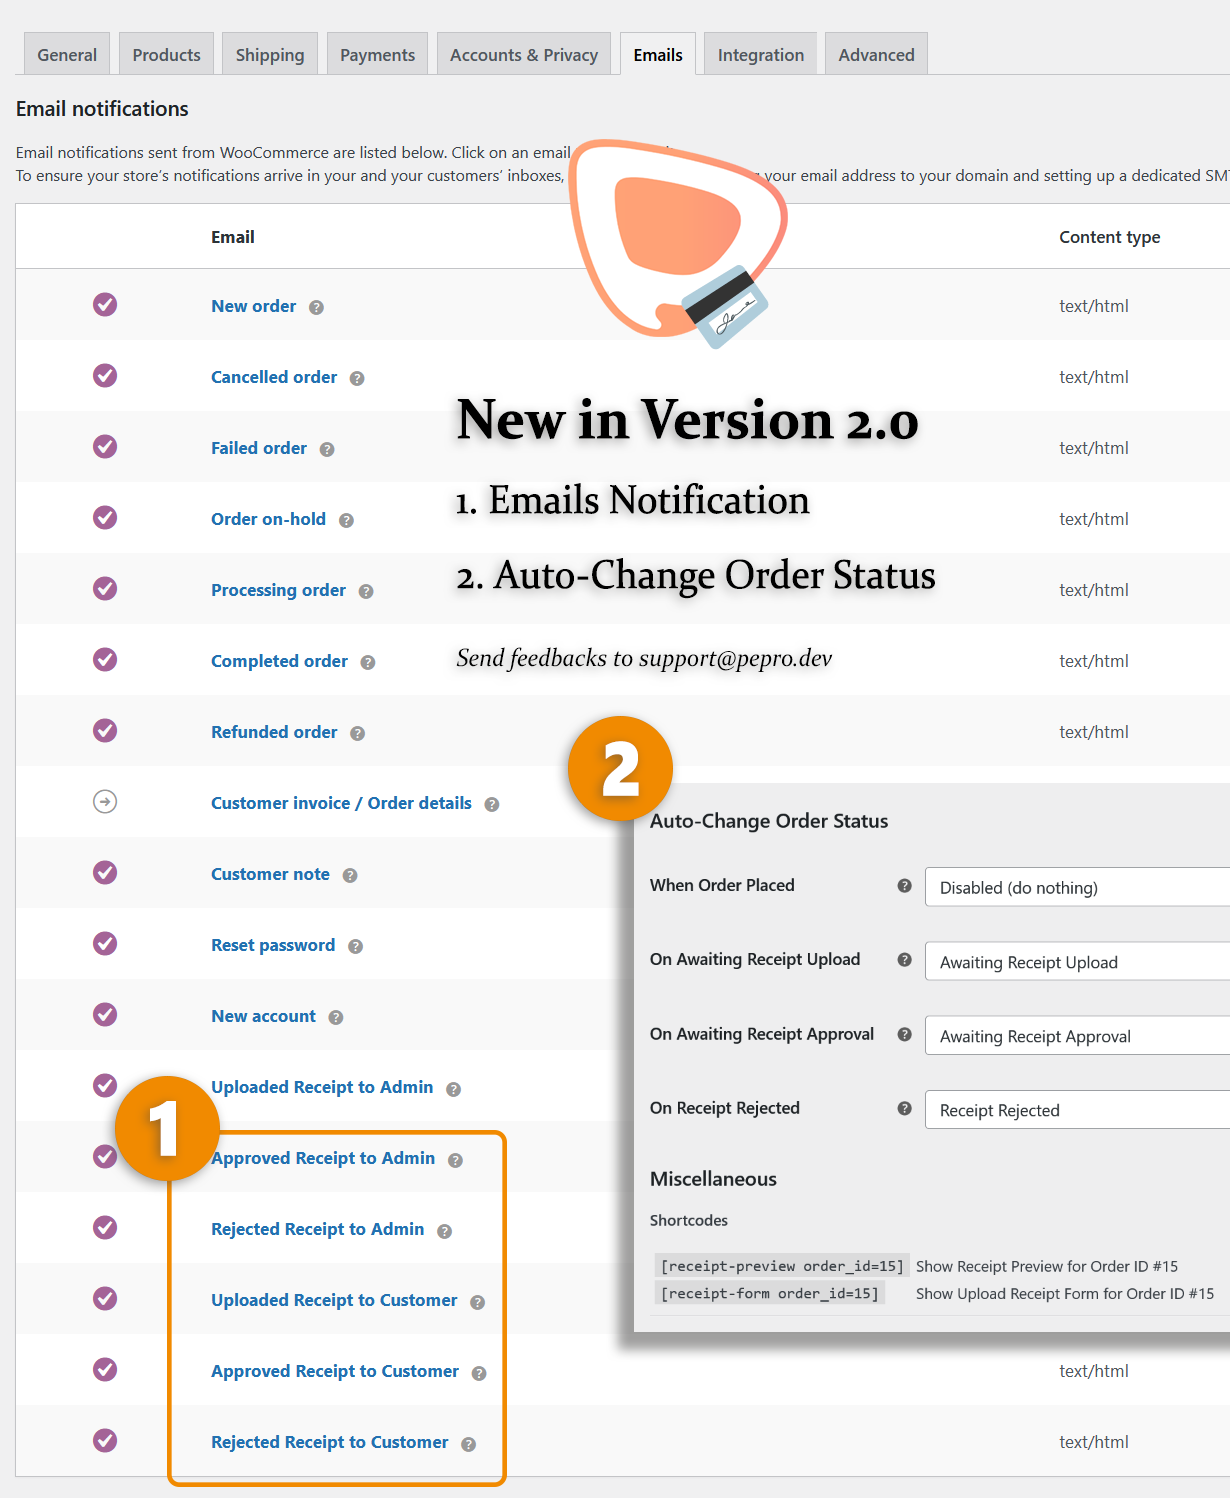 General Products Shipping Payments Accounts & Privacy Emails Integration Advanced
Email notifications
Email notifications sent from WooCommerce are listed below. Click on an email
To ensure your store's notifications arrive in your and your customers' inboxes, your email address to your domain and setting up a dedicated
Email Content type
New order text/html
Cancelled order text/html
New in Version 2.0
Failed order text/html
1. Emails Notification
Order on-hold text/html
2. Auto-Change Order Status
Processing order text/html
Completed order text/html
Send feedbacks to support@pepro.dev
Refunded order text/html
2
Customer invoice / Order details
Auto-Change Order Status
Customer note
When Order Placed Disabled (do nothing)
Reset password
On Awaiting Receipt Upload Awaiting Receipt Upload
New account
On Awaiting Receipt Approval Awaiting Receipt Approval
Uploaded Receipt to Admin
On Receipt Rejected Receipt Rejected
1
Approved Receipt to Admin
Miscellaneous
Shortcodes
Rejected Receipt to Admin
[receipt-preview order_id=15] Show Receipt Preview for Order ID #15
[receipt-form order_id=15] Show Upload Receipt Form for Order ID #15
Uploaded Receipt to Customer
Approved Receipt to Customer text/html
Rejected Receipt to Customer text/html